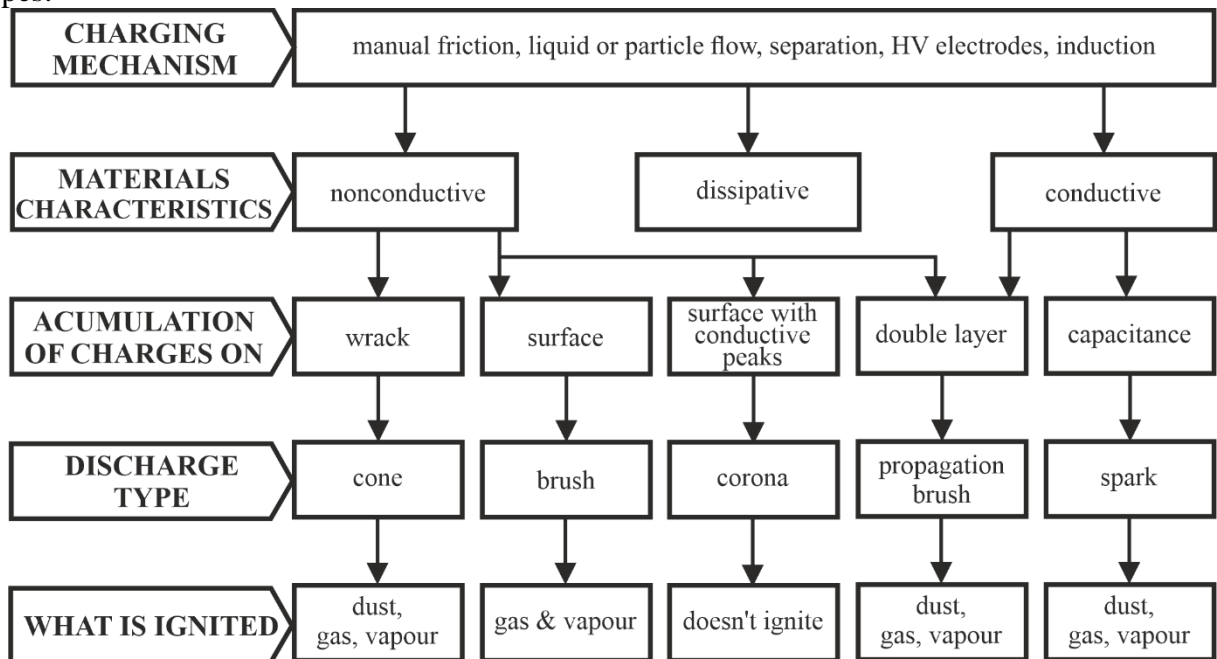 pes.
CHARGING
MECHANISM
manual friction, liquid or particle flow, separation, HV electrodes, induction
MATERIALS
CHARACTERISTICS
nonconductive
dissipative
conductive
ACUMULATION
OF CHARGES ON
wrack
surface
surface with
conductive
peaks
double layer
capacitance
DISCHARGE
TYPE
cone
brush
corona
propagation
brush
spark
WHAT IS IGNITED
dust,
gas, vapour
gas & vapour
doesn't ignite
dust,
gas, vapour
dust,
gas, vapour